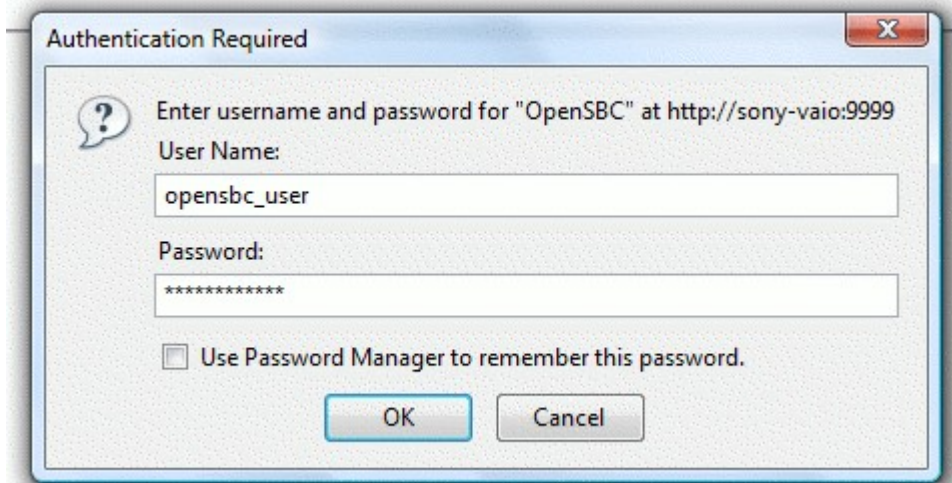 Authentication Required
Enter username and password for "OpenSBC" at http://sony-vaio:9999
User Name:
opensbc_user
Password:
************
Use Password Manager to remember this password.
OK
Cancel